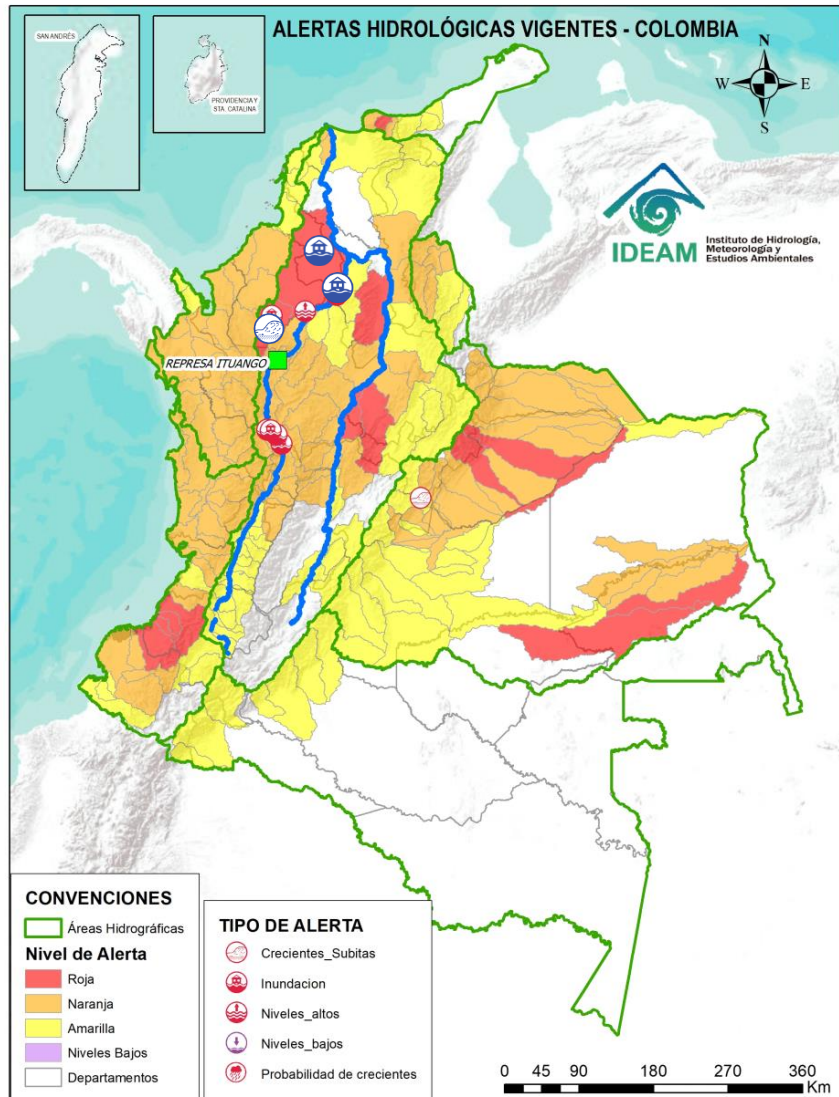 ALERTAS HIDROLÓGICAS VIGENTES - COLOMBIA
SAN ANDRÉS
PROVIDENCIA Y
STA. CATALINA
N
W
E
S
IDEAM
Instituto de Hidrología,
Meteorología y
Estudios Ambientales
REPRESA ITUANGO
CONVENCIONES
Áreas Hidrográficas
Nivel de Alerta
Roja
Naranja
Amarilla
Niveles Bajos
Departamentos
TIPO DE ALERTA
Crecientes_Subitas
Inundacion
Niveles_altos
Niveles_bajos
Probabilidad de crecientes
0 45 90 180 270 360
Km